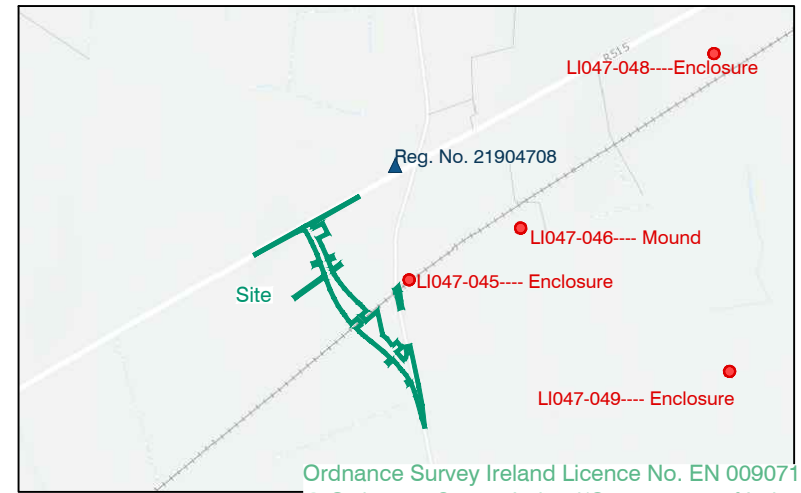 R515
LI047-048----Enclosure
Reg. No. 21904708
LI047-046---- Mound
LI047-045---- Enclosure
Site
LI047-049---- Enclosure
Ordnance Survey Ireland Licence No. EN 009071